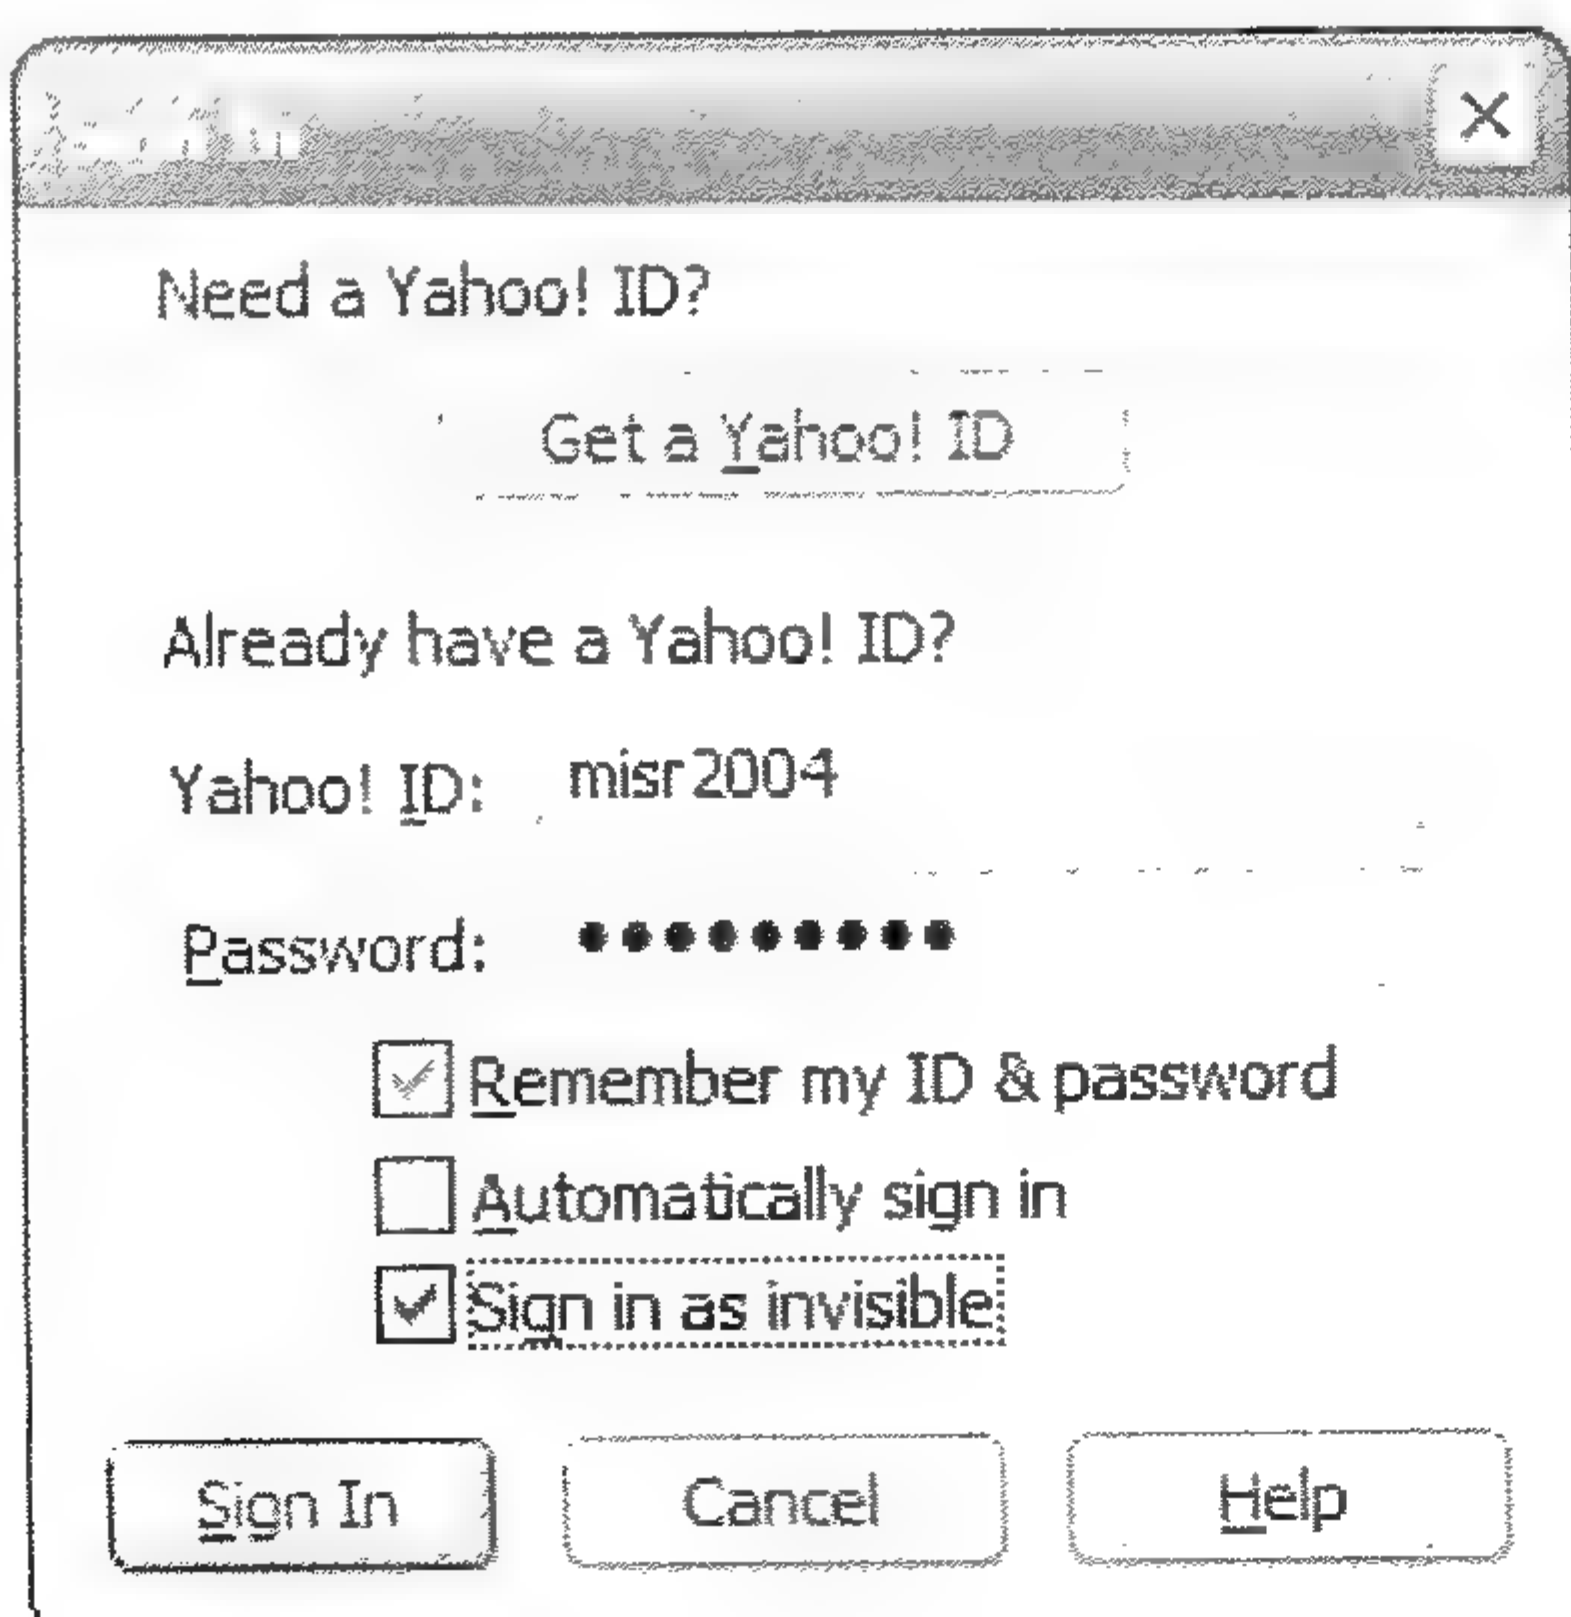 Need a Yahoo! ID?
Get a Yahoo! ID
Already have a Yahoo! ID?
Yahoo! ID: misr2004
Password: ●●●●●●●●●
Remember my ID & password
Automatically sign in
Sign in as invisible
Sign In Cancel Help